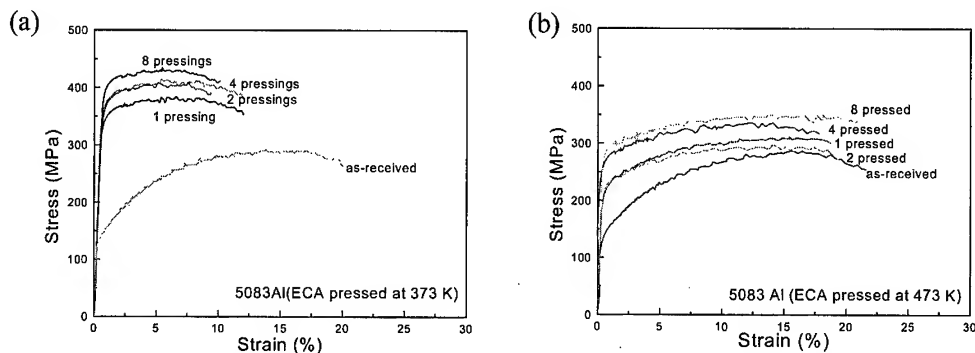 (a)
500
400
300
200
100
0
Stress (MPa)
8 pressings
4 pressings
2 pressings
1 pressing
as-received
5083Al(ECA pressed at 373 K)
0 5 10 15 20 25 30
Strain (%)
(b)
500
400
300
200
100
0
Stress (MPa)
8 pressed
4 pressed
1 pressed
2 pressed
as-received
5083 Al (ECA pressed at 473 K)
0 5 10 15 20 25 30
Strain (%)